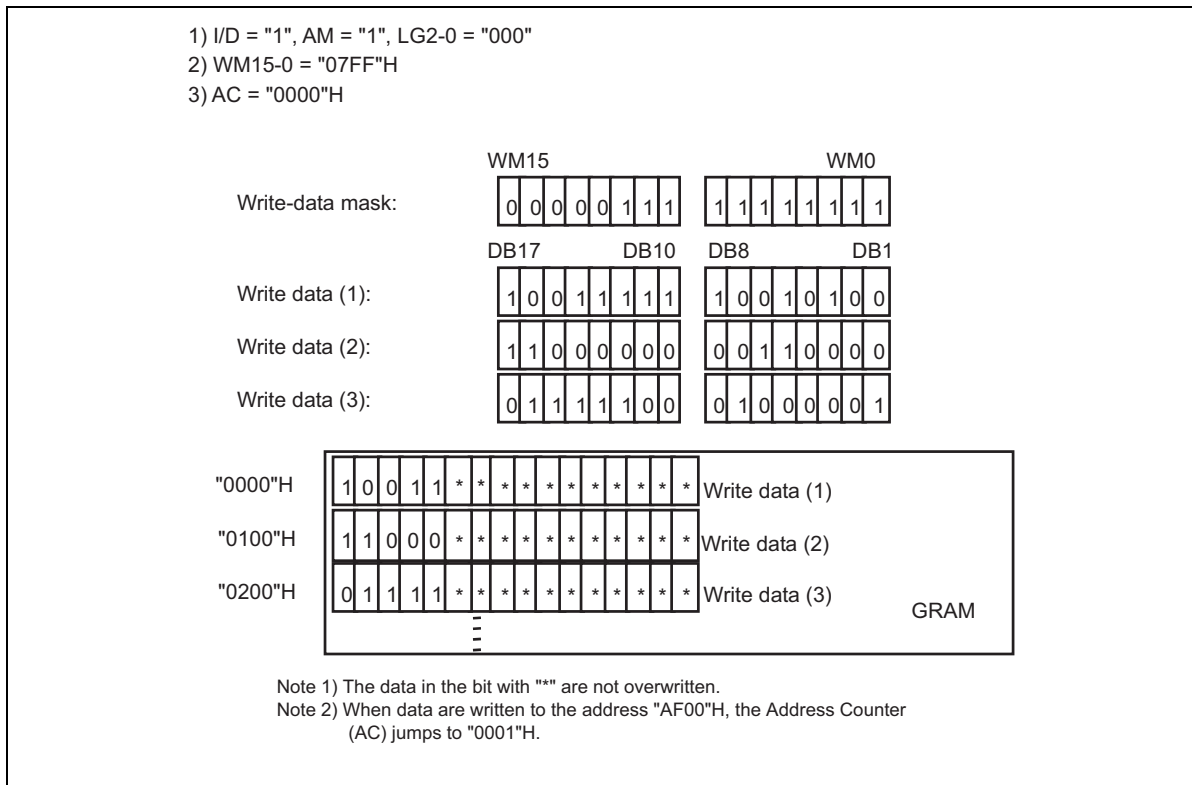 1) I/D = "1", AM = "1", LG2-0 = "000"
2) WM15-0 = "07FF"H
3) AC = "0000"H
WM15 WM0
Write-data mask: 0 0 0 0 0 1 1 1 1 1 1 1 1 1 1 1
DB17 DB10 DB8 DB1
Write data (1): 1 0 0 1 1 1 1 1 1 0 0 1 0 1 0 0
Write data (2): 1 1 0 0 0 0 0 0 0 0 1 1 0 0 0 0
Write data (3): 0 1 1 1 1 1 0 0 0 1 0 0 0 0 0 1
"0000"H 1 0 0 1 1 * * * * * * * * * * * Write data (1)
"0100"H 1 1 0 0 0 * * * * * * * * * * * Write data (2)
"0200"H 0 1 1 1 1 * * * * * * * * * * * Write data (3)
GRAM
Note 1) The data in the bit with "*" are not overwritten.
Note 2) When data are written to the address "AF00"H, the Address Counter
(AC) jumps to "0001"H.